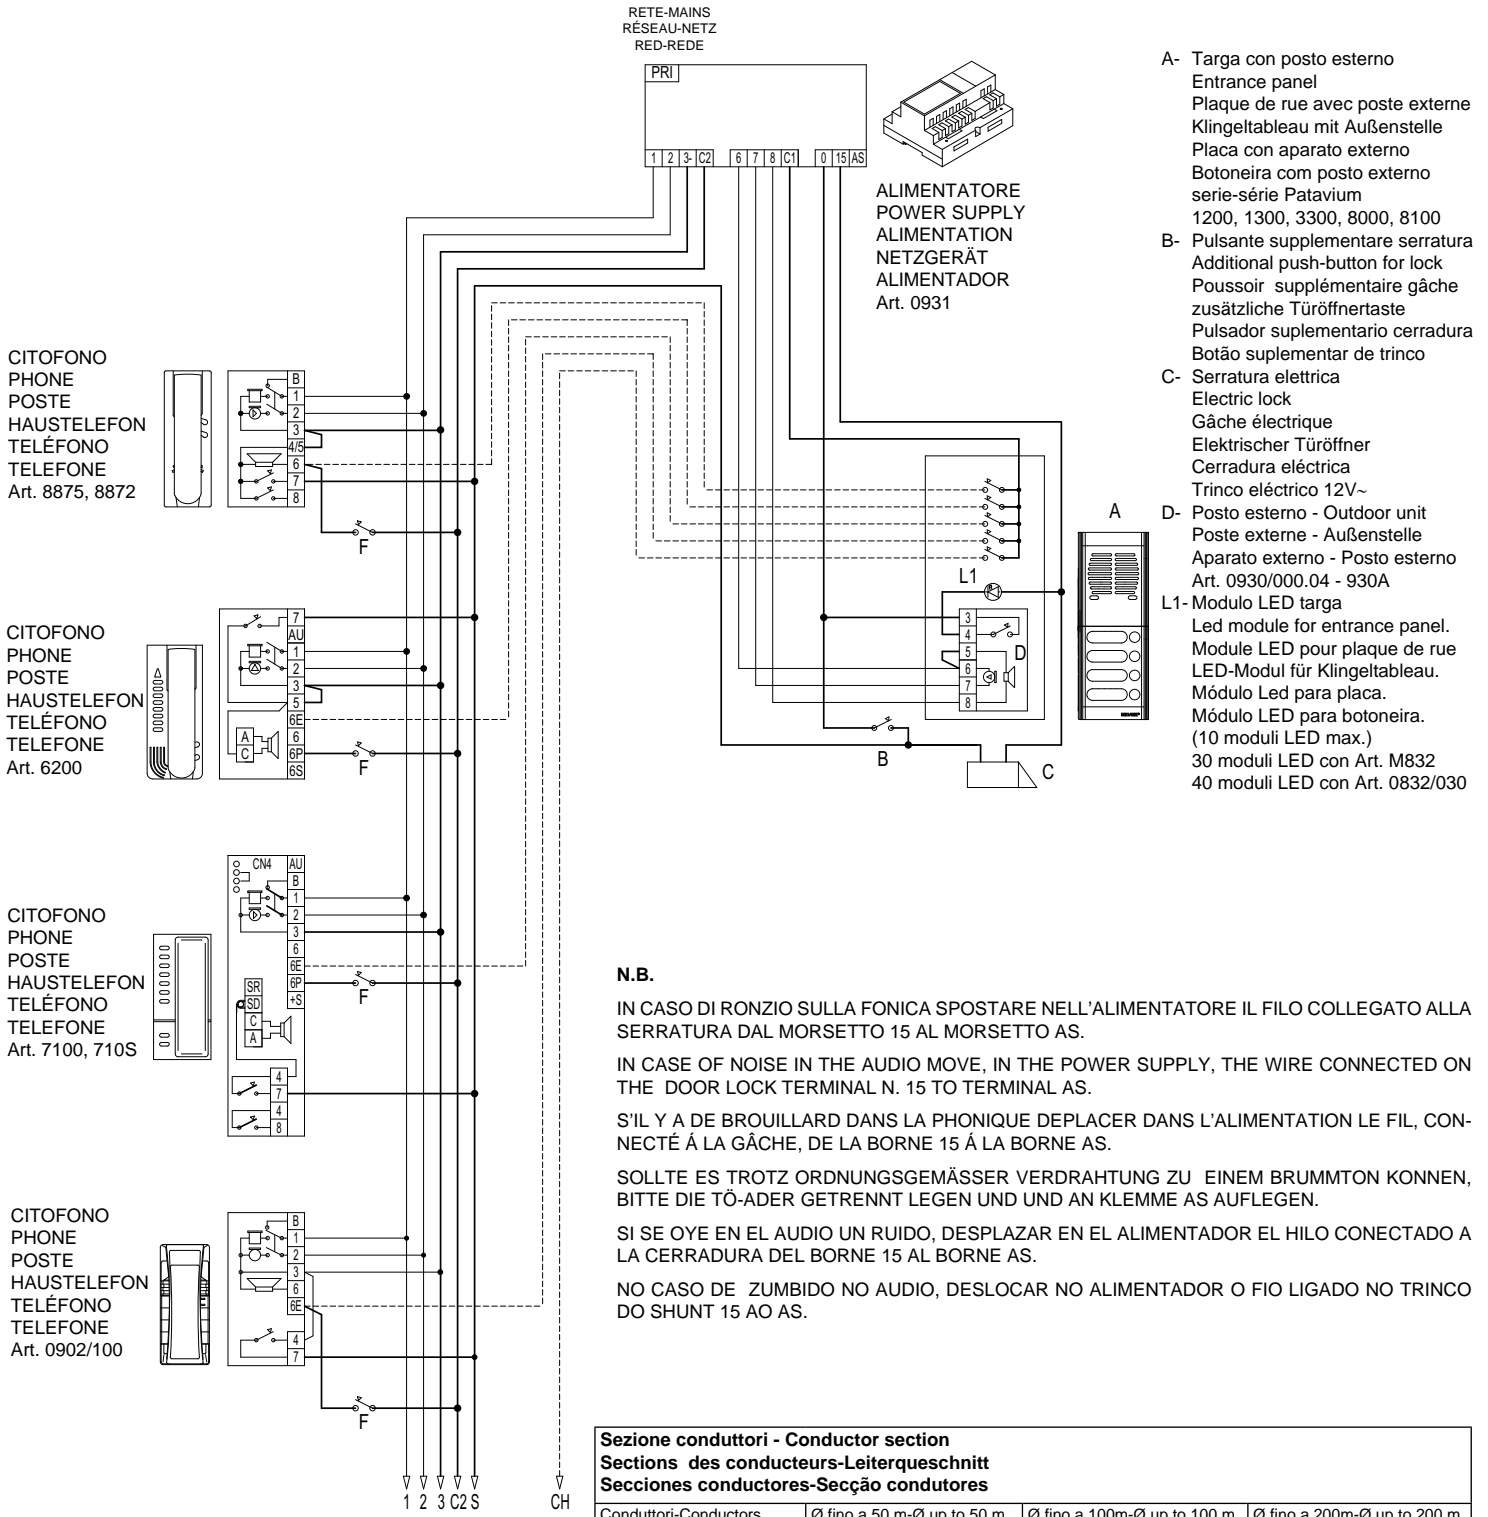 RETE-MAINS
RÉSEAU-NETZ
RED-REDE
PRI
1 2 3- C2 6 7 8 C1 0 15 AS
ALIMENTATORE
POWER SUPPLY
ALIMENTATION
NETZGERÄT
ALIMENTADOR
Art. 0931
A- Targa con posto esterno
Entrance panel
Plaque de rue avec poste externe
Klingeltableau mit Außenstelle
Placa con aparato externo
Botoneira com posto externo
serie-série Patavium
1200, 1300, 3300, 8000, 8100
B- Pulsante supplementare serratura
Additional push-button for lock
Poussoir supplémentaire gâche
zusätzliche Türöffnertaste
Pulsador suplementario cerradura
Botão suplementar de trinco
C- Serratura elettrica
Electric lock
Gâche électrique
Elektrischer Türöffner
Cerradura eléctrica
Trinco eléctrico 12V~
D- Posto esterno - Outdoor unit
Poste externe - Außenstelle
Aparato externo - Posto esterno
Art. 0930/000.04 - 930A
L1- Modulo LED targa
Led module for entrance panel.
Module LED pour plaque de rue
LED-Modul für Klingeltableau.
Módulo Led para placa.
Módulo LED para botoneira.
(10 moduli LED max.)
30 moduli LED con Art. M832
40 moduli LED con Art. 0832/030
CITOFONO
PHONE
POSTE
HAUSTELEFON
TELÉFONO
TELEFONE
Art. 8875, 8872
B
1
2
3
4/5
6
7
8
F
CITOFONO
PHONE
POSTE
HAUSTELEFON
TELÉFONO
TELEFONE
Art. 6200
7
AU
1
2
3
5
6E
6
6P
6S
A
C
F
CITOFONO
PHONE
POSTE
HAUSTELEFON
TELÉFONO
TELEFONE
Art. 7100, 710S
CN4
AU
B
1
2
3
6
6E
6P
+S
SR
SD
C
A
4
7
4
8
F
CITOFONO
PHONE
POSTE
HAUSTELEFON
TELÉFONO
TELEFONE
Art. 0902/100
B
1
2
3
6
6E
4
7
F
1 2 3 C2 S CH
A
L1
3
4
5
6
7
8
D
B
C
N.B.
IN CASO DI RONZIO SULLA FONICA SPOSTARE NELL'ALIMENTATORE IL FILO COLLEGATO ALLA
SERRATURA DAL MORSETTO 15 AL MORSETTO AS.
IN CASE OF NOISE IN THE AUDIO MOVE, IN THE POWER SUPPLY, THE WIRE CONNECTED ON
THE DOOR LOCK TERMINAL N. 15 TO TERMINAL AS.
S'IL Y A DE BROUILLARD DANS LA PHONIQUE DEPLACER DANS L'ALIMENTATION LE FIL, CON-
NECTÉ Á LA GÂCHE, DE LA BORNE 15 Á LA BORNE AS.
SOLLTE ES TROTZ ORDNUNGSGEMÄSSER VERDRAHTUNG ZU EINEM BRUMMTON KONNEN,
BITTE DIE TÖ-ADER GETRENNT LEGEN UND UND AN KLEMME AS AUFLEGEN.
SI SE OYE EN EL AUDIO UN RUIDO, DESPLAZAR EN EL ALIMENTADOR EL HILO CONECTADO A
LA CERRADURA DEL BORNE 15 AL BORNE AS.
NO CASO DE ZUMBIDO NO AUDIO, DESLOCAR NO ALIMENTADOR O FIO LIGADO NO TRINCO
DO SHUNT 15 AO AS.
Sezione conduttori - Conductor section
Sections des conducteurs-Leiterqueschnitt
Secciones conductores-Secção condutores
Conduttori-Conductors Ø fino a 50 m-Ø up to 50 m Ø fino a 100m-Ø up to 100 m Ø fino a 200m-Ø up to 200 m